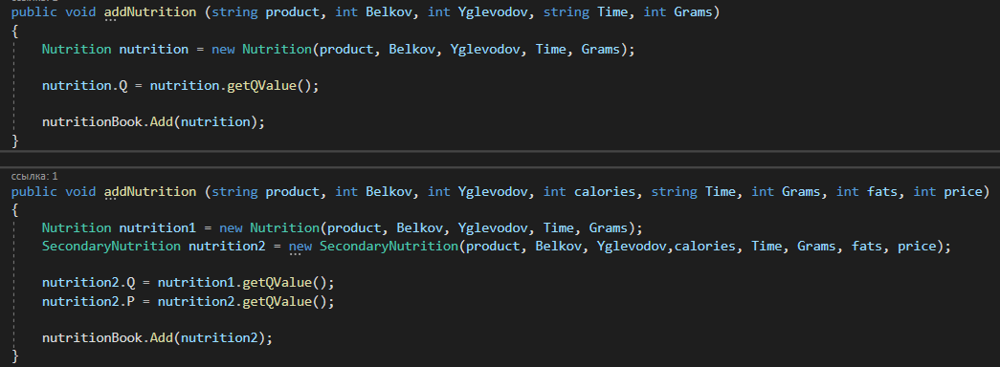 public void addNutrition (string product, int Belkov, int Yglevodov, string Time, int Grams)
{
Nutrition nutrition = new Nutrition(product, Belkov, Yglevodov, Time, Grams);
nutrition.Q = nutrition.getQValue();
nutritionBook.Add(nutrition);
}
ссылка: 1
public void addNutrition (string product, int Belkov, int Yglevodov, int calories, string Time, int Grams, int fats, int price)
{
Nutrition nutrition1 = new Nutrition(product, Belkov, Yglevodov, Time, Grams);
SecondaryNutrition nutrition2 = new SecondaryNutrition(product, Belkov, Yglevodov,calories, Time, Grams, fats, price);
nutrition2.Q = nutrition1.getQValue();
nutrition2.P = nutrition2.getQValue();
nutritionBook.Add(nutrition2);
}